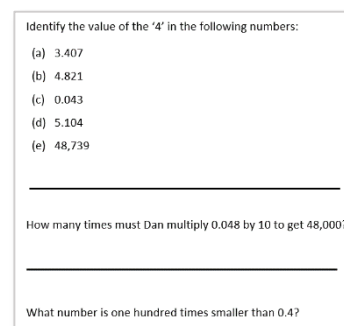 Identify the value of the ‘4’ in the following numbers:
(a) 3.407
(b) 4.821
(c) 0.043
(d) 5.104
(e) 48,739
How many times must Dan multiply 0.048 by 10 to get 48,000?
What number is one hundred times smaller than 0.4?